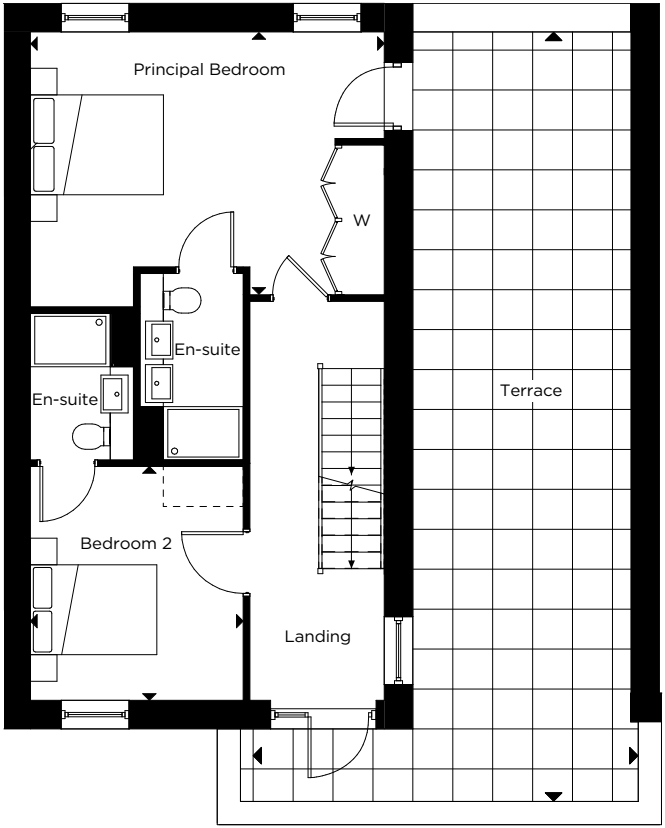 Principal Bedroom
W
En-suite
Terrace
En-suite
Bedroom 2
Landing